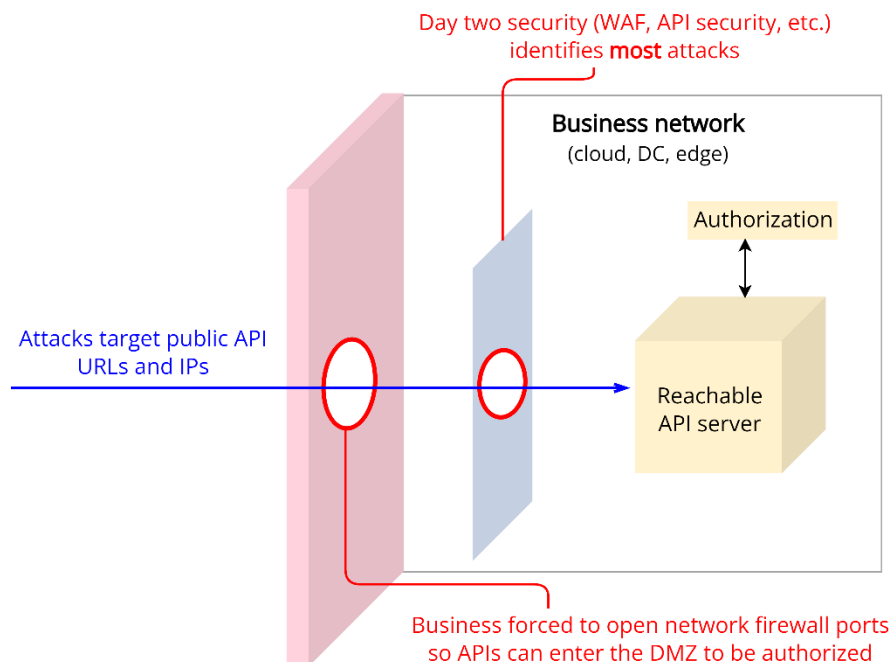 Day two security (WAF, API security, etc.)
identifies most attacks
Business network
(cloud, DC, edge)
Authorization
Attacks target public API
URLs and IPs
Reachable
API server
Business forced to open network firewall ports
so APIs can enter the DMZ to be authorized